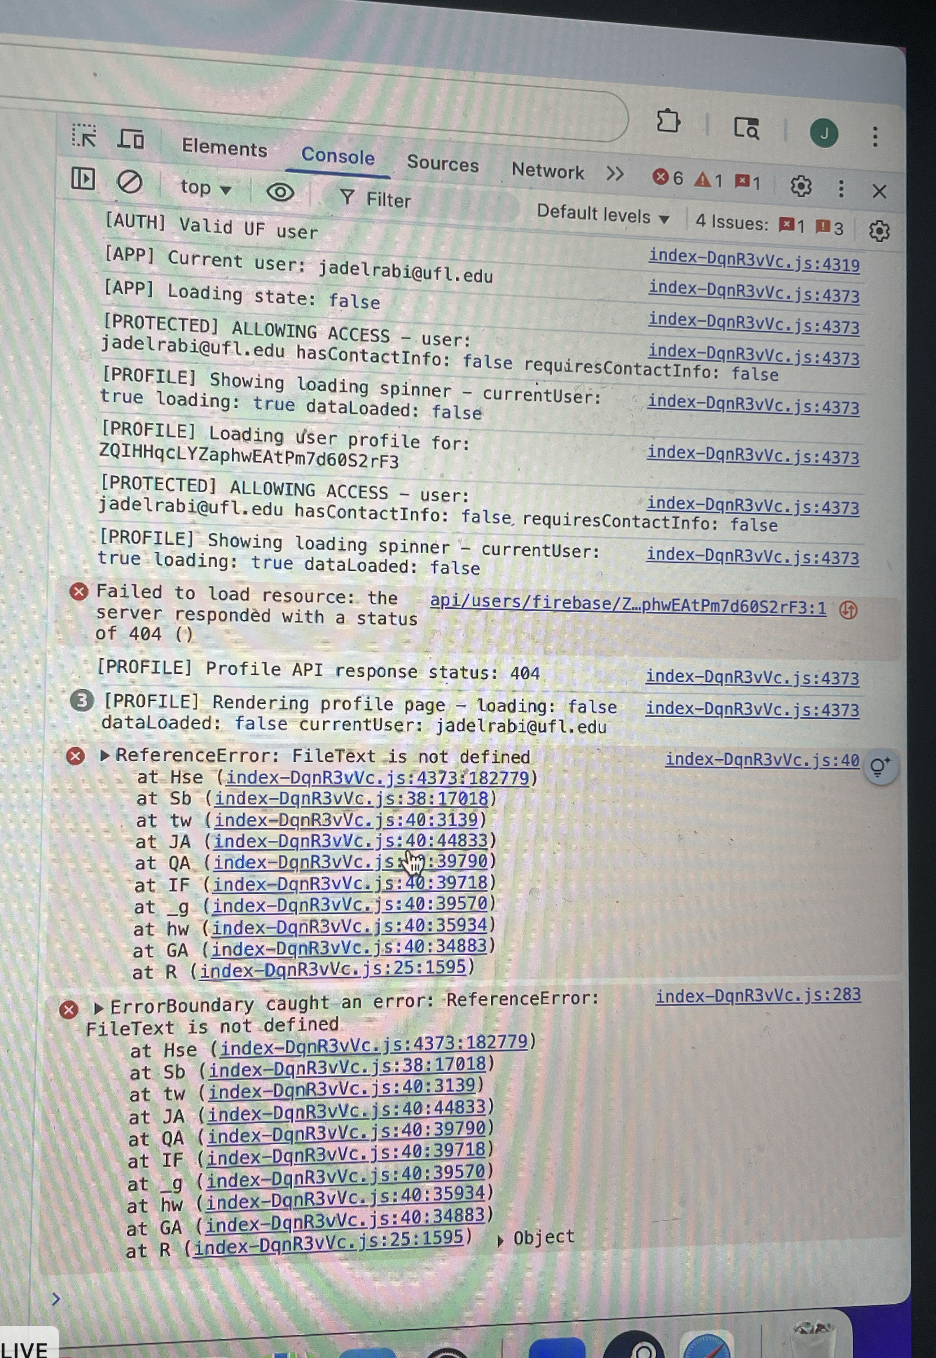 Elements Console Sources Network >> 6 1 1
top Filter Default levels 4 Issues: 1 3
[AUTH] Valid UF user
index-DqnR3vVc.js:4319
[APP] Current user: jadelrabi@ufl.edu
index-DqnR3vVc.js:4373
[APP] Loading state: false
index-DqnR3vVc.js:4373
[PROTECTED] ALLOWING ACCESS - user:
index-DqnR3vVc.js:4373
jadelrabi@ufl.edu hasContactInfo: false requiresContactInfo: false
[PROFILE] Showing loading spinner - currentUser:
index-DqnR3vVc.js:4373
true loading: true dataLoaded: false
[PROFILE] Loading user profile for:
index-DqnR3vVc.js:4373
ZQIHHqcLYZaphwEAtPm7d60S2rF3
[PROTECTED] ALLOWING ACCESS - user:
index-DqnR3vVc.js:4373
jadelrabi@ufl.edu hasContactInfo: false requiresContactInfo: false
[PROFILE] Showing loading spinner - currentUser:
index-DqnR3vVc.js:4373
true loading: true dataLoaded: false
Failed to load resource: the api/users/firebase/Z…phwEAtPm7d60S2rF3:1
server responded with a status
of 404 ()
[PROFILE] Profile API response status: 404
index-DqnR3vVc.js:4373
3 [PROFILE] Rendering profile page - loading: false
index-DqnR3vVc.js:4373
dataLoaded: false currentUser: jadelrabi@ufl.edu
ReferenceError: FileText is not defined
index-DqnR3vVc.js:40
at Hse (index-DqnR3vVc.js:4373:182779)
at Sb (index-DqnR3vVc.js:38:17018)
at tw (index-DqnR3vVc.js:40:3139)
at JA (index-DqnR3vVc.js:40:44833)
at QA (index-DqnR3vVc.js:40:39790)
at IF (index-DqnR3vVc.js:40:39718)
at _g (index-DqnR3vVc.js:40:39570)
at hw (index-DqnR3vVc.js:40:35934)
at GA (index-DqnR3vVc.js:40:34883)
at R (index-DqnR3vVc.js:25:1595)
ErrorBoundary caught an error: ReferenceError:
index-DqnR3vVc.js:283
FileText is not defined
at Hse (index-DqnR3vVc.js:4373:182779)
at Sb (index-DqnR3vVc.js:38:17018)
at tw (index-DqnR3vVc.js:40:3139)
at JA (index-DqnR3vVc.js:40:44833)
at QA (index-DqnR3vVc.js:40:39790)
at IF (index-DqnR3vVc.js:40:39718)
at _g (index-DqnR3vVc.js:40:39570)
at hw (index-DqnR3vVc.js:40:35934)
at GA (index-DqnR3vVc.js:40:34883)
at R (index-DqnR3vVc.js:25:1595) Object
J
LIVE